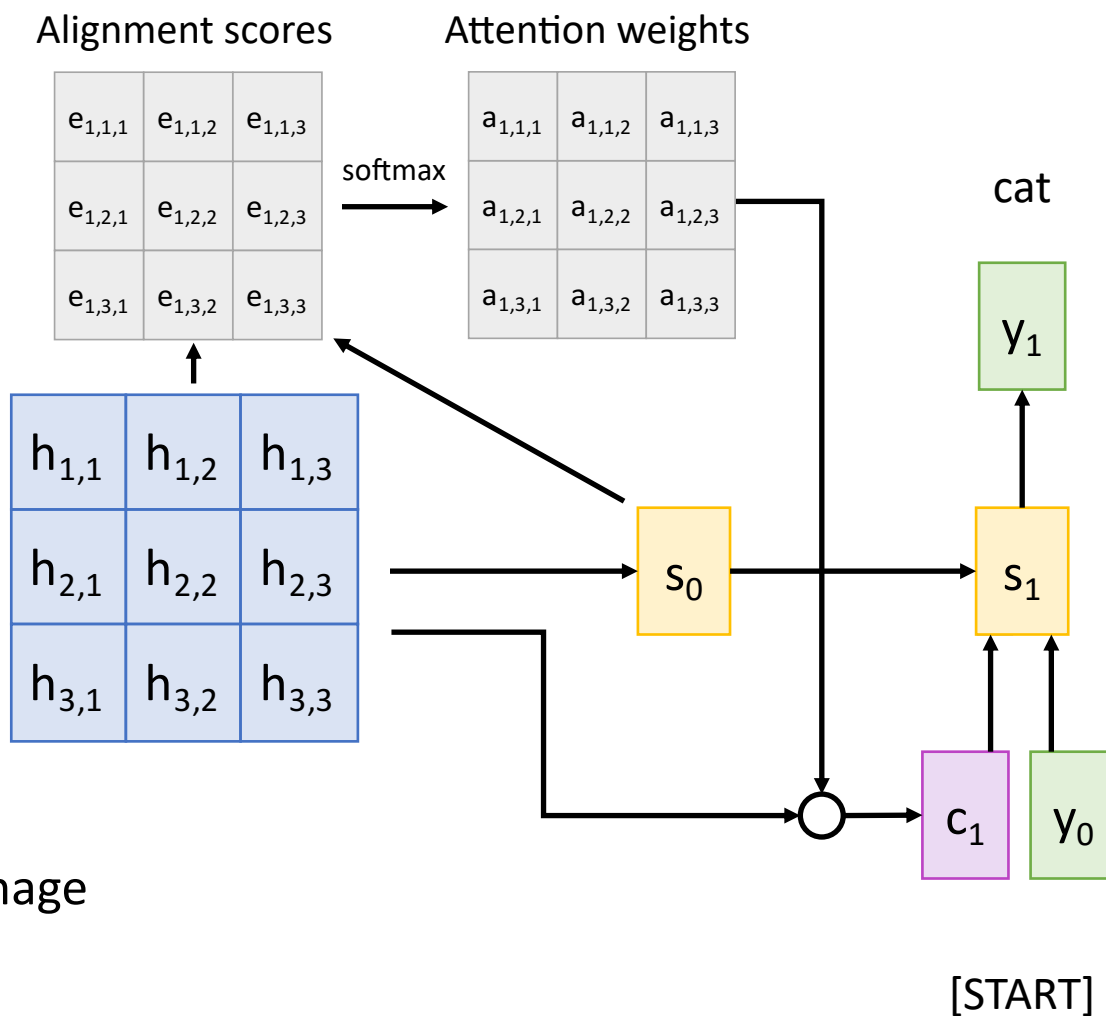 Alignment scores
Attention weights
e1,1,1 e1,1,2 e1,1,3
e1,2,1 e1,2,2 e1,2,3
e1,3,1 e1,3,2 e1,3,3
softmax
a1,1,1 a1,1,2 a1,1,3
a1,2,1 a1,2,2 a1,2,3
a1,3,1 a1,3,2 a1,3,3
cat
y1
h1,1 h1,2 h1,3
h2,1 h2,2 h2,3
h3,1 h3,2 h3,3
s0
s1
c1
y0
[START]